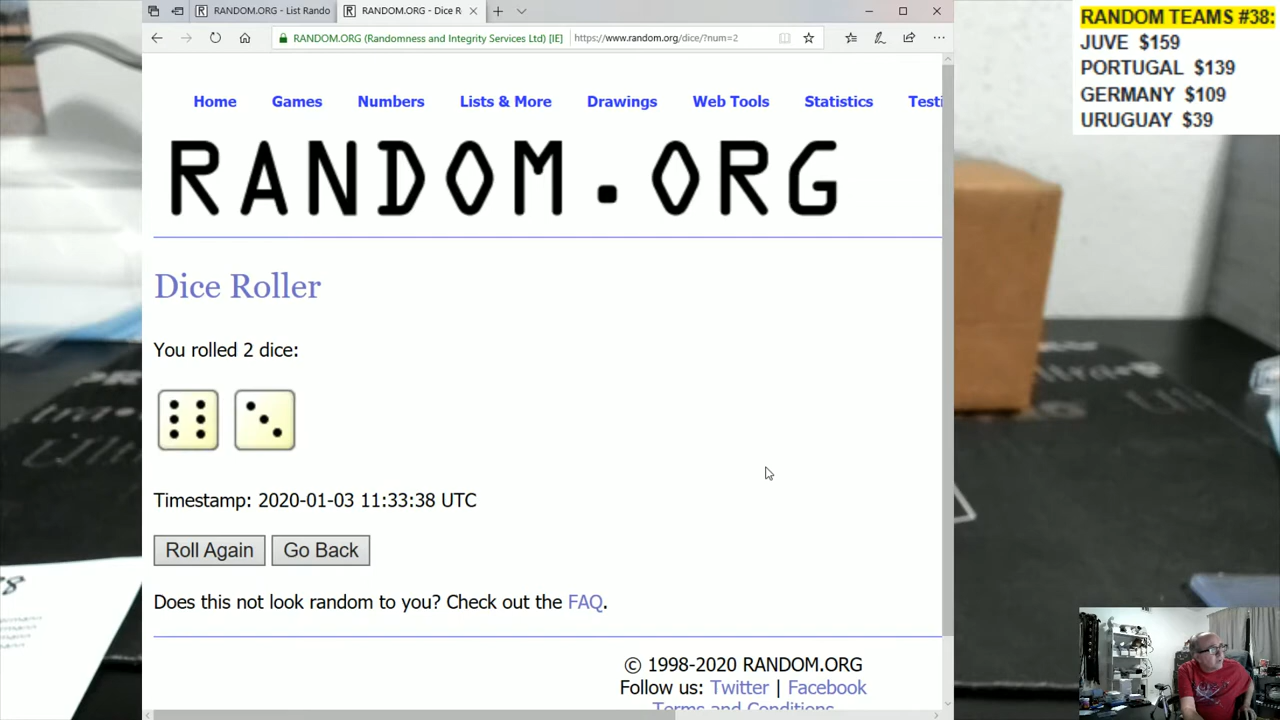 RANDOM.ORG - List Rando
RANDOM.ORG - Dice R
RANDOM.ORG (Randomness and Integrity Services Ltd) [IE]
https://www.random.org/dice/?num=2
RANDOM TEAMS #38:
JUVE $159
PORTUGAL $139
GERMANY $109
URUGUAY $39
Home Games Numbers Lists & More Drawings Web Tools Statistics Testi
RANDOM.ORG
Dice Roller
You rolled 2 dice:
Timestamp: 2020-01-03 11:33:38 UTC
Roll Again Go Back
Does this not look random to you? Check out the FAQ.
© 1998-2020 RANDOM.ORG
Follow us: Twitter | Facebook
Terms and Conditions